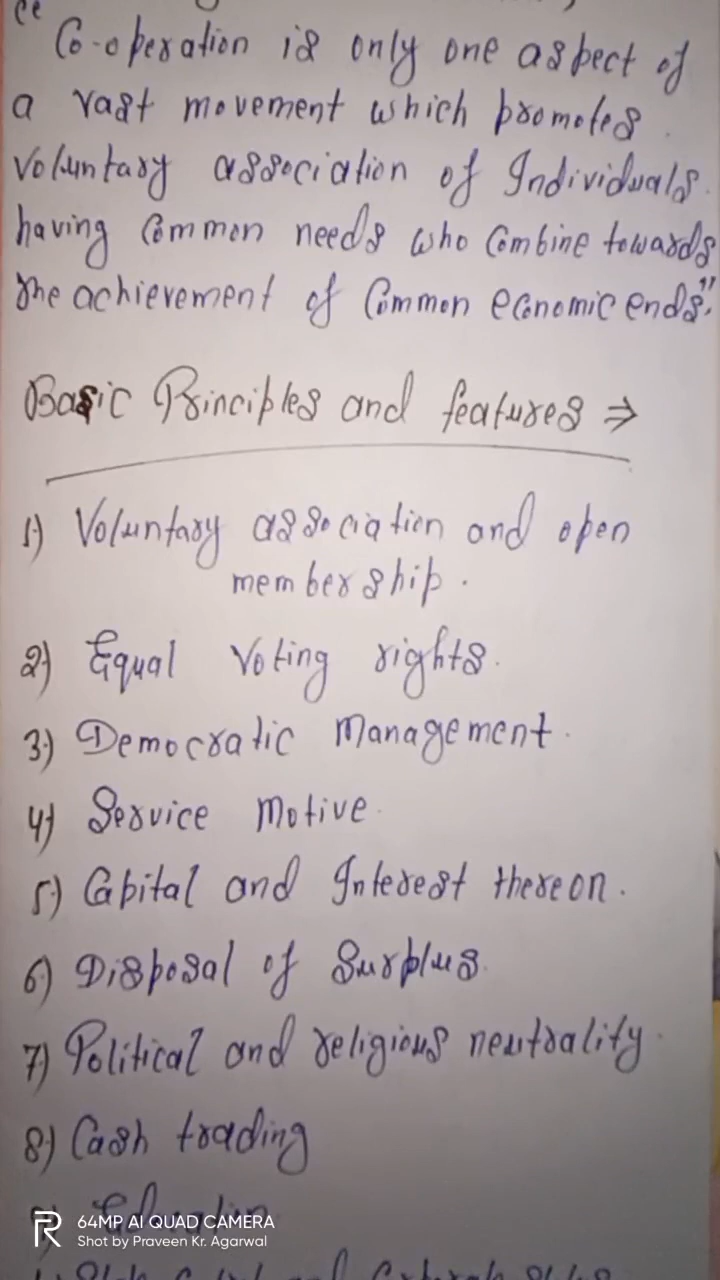 "Co-operation is only one aspect of
a vast movement which promotes
voluntary association of Individuals
having Common needs who Combine towards
the achievement of Common economic ends".
Basic Principles and features ⇒
1) Voluntary association and open
membership.
2) Equal Voting rights.
3) Democratic Management.
4) Service Motive.
5) Capital and Interest thereon.
6) Disposal of Surplus.
7) Political and religious neutrality.
8) Cash trading
Education
R 64MP AI QUAD CAMERA
Shot by Praveen Kr. Agarwal